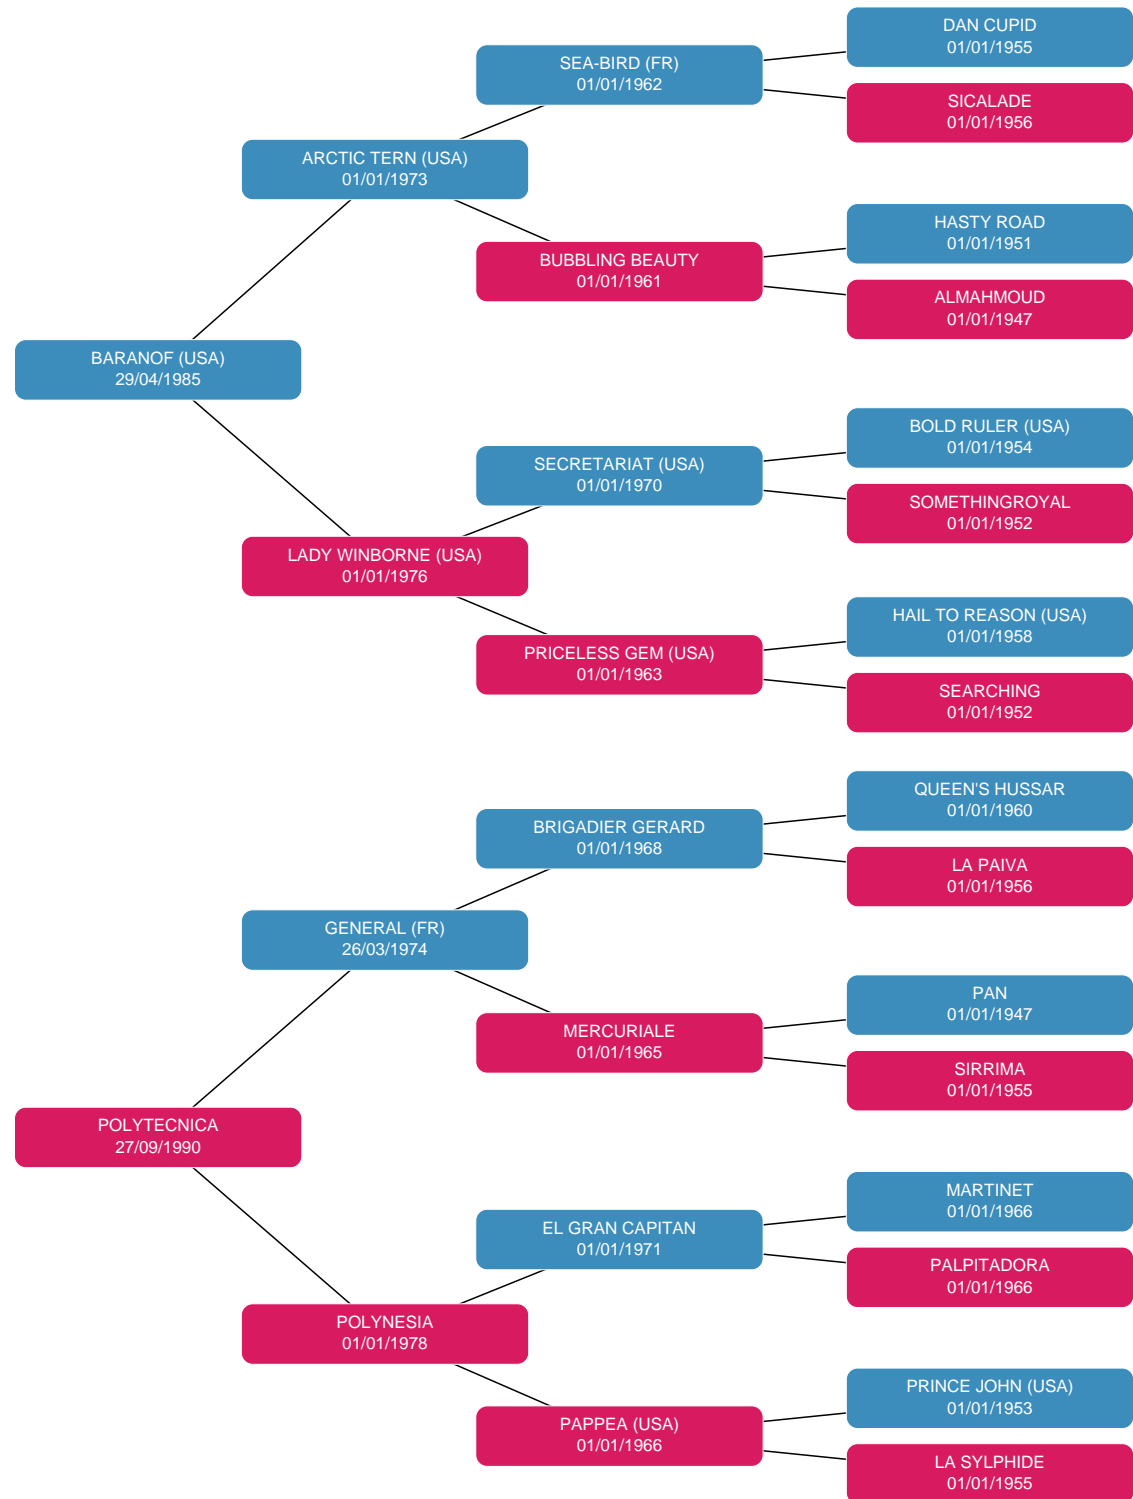 DAN CUPID
01/01/1955
SEA-BIRD (FR)
01/01/1962
SICALADE
01/01/1956
ARCTIC TERN (USA)
01/01/1973
HASTY ROAD
01/01/1951
BUBBLING BEAUTY
01/01/1961
ALMAHMOUD
01/01/1947
BARANOF (USA)
29/04/1985
BOLD RULER (USA)
01/01/1954
SECRETARIAT (USA)
01/01/1970
SOMETHINGROYAL
01/01/1952
LADY WINBORNE (USA)
01/01/1976
HAIL TO REASON (USA)
01/01/1958
PRICELESS GEM (USA)
01/01/1963
SEARCHING
01/01/1952
QUEEN'S HUSSAR
01/01/1960
BRIGADIER GERARD
01/01/1968
LA PAIVA
01/01/1956
GENERAL (FR)
26/03/1974
PAN
01/01/1947
MERCURIALE
01/01/1965
SIRRIMA
01/01/1955
POLYTECNICA
27/09/1990
MARTINET
01/01/1966
EL GRAN CAPITAN
01/01/1971
PALPITADORA
01/01/1966
POLYNESIA
01/01/1978
PRINCE JOHN (USA)
01/01/1953
PAPPEA (USA)
01/01/1966
LA SYLPHIDE
01/01/1955